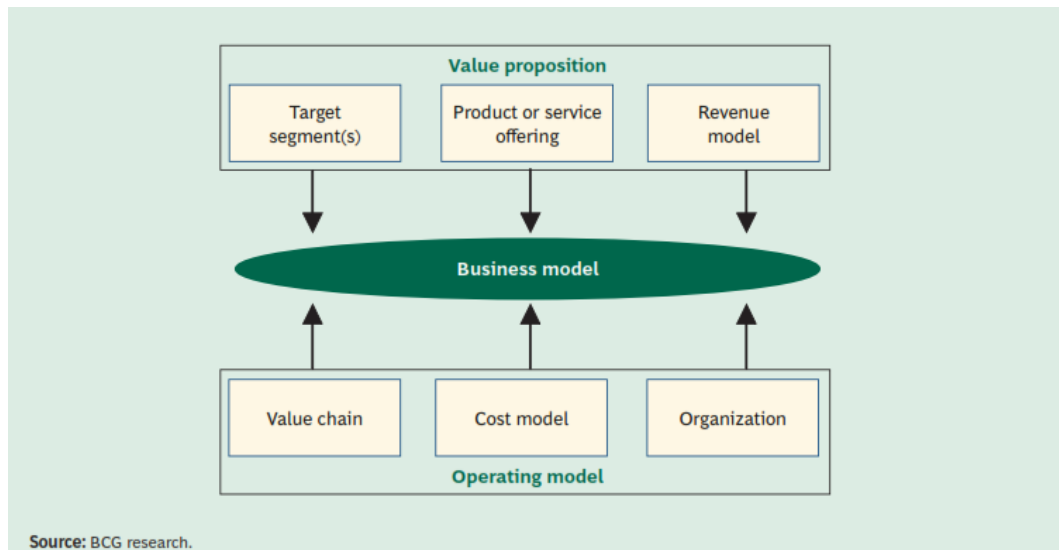 Value proposition
Target
segment(s)
Product or service
offering
Revenue
model
Business model
Value chain
Cost model
Organization
Operating model
Source: BCG research.